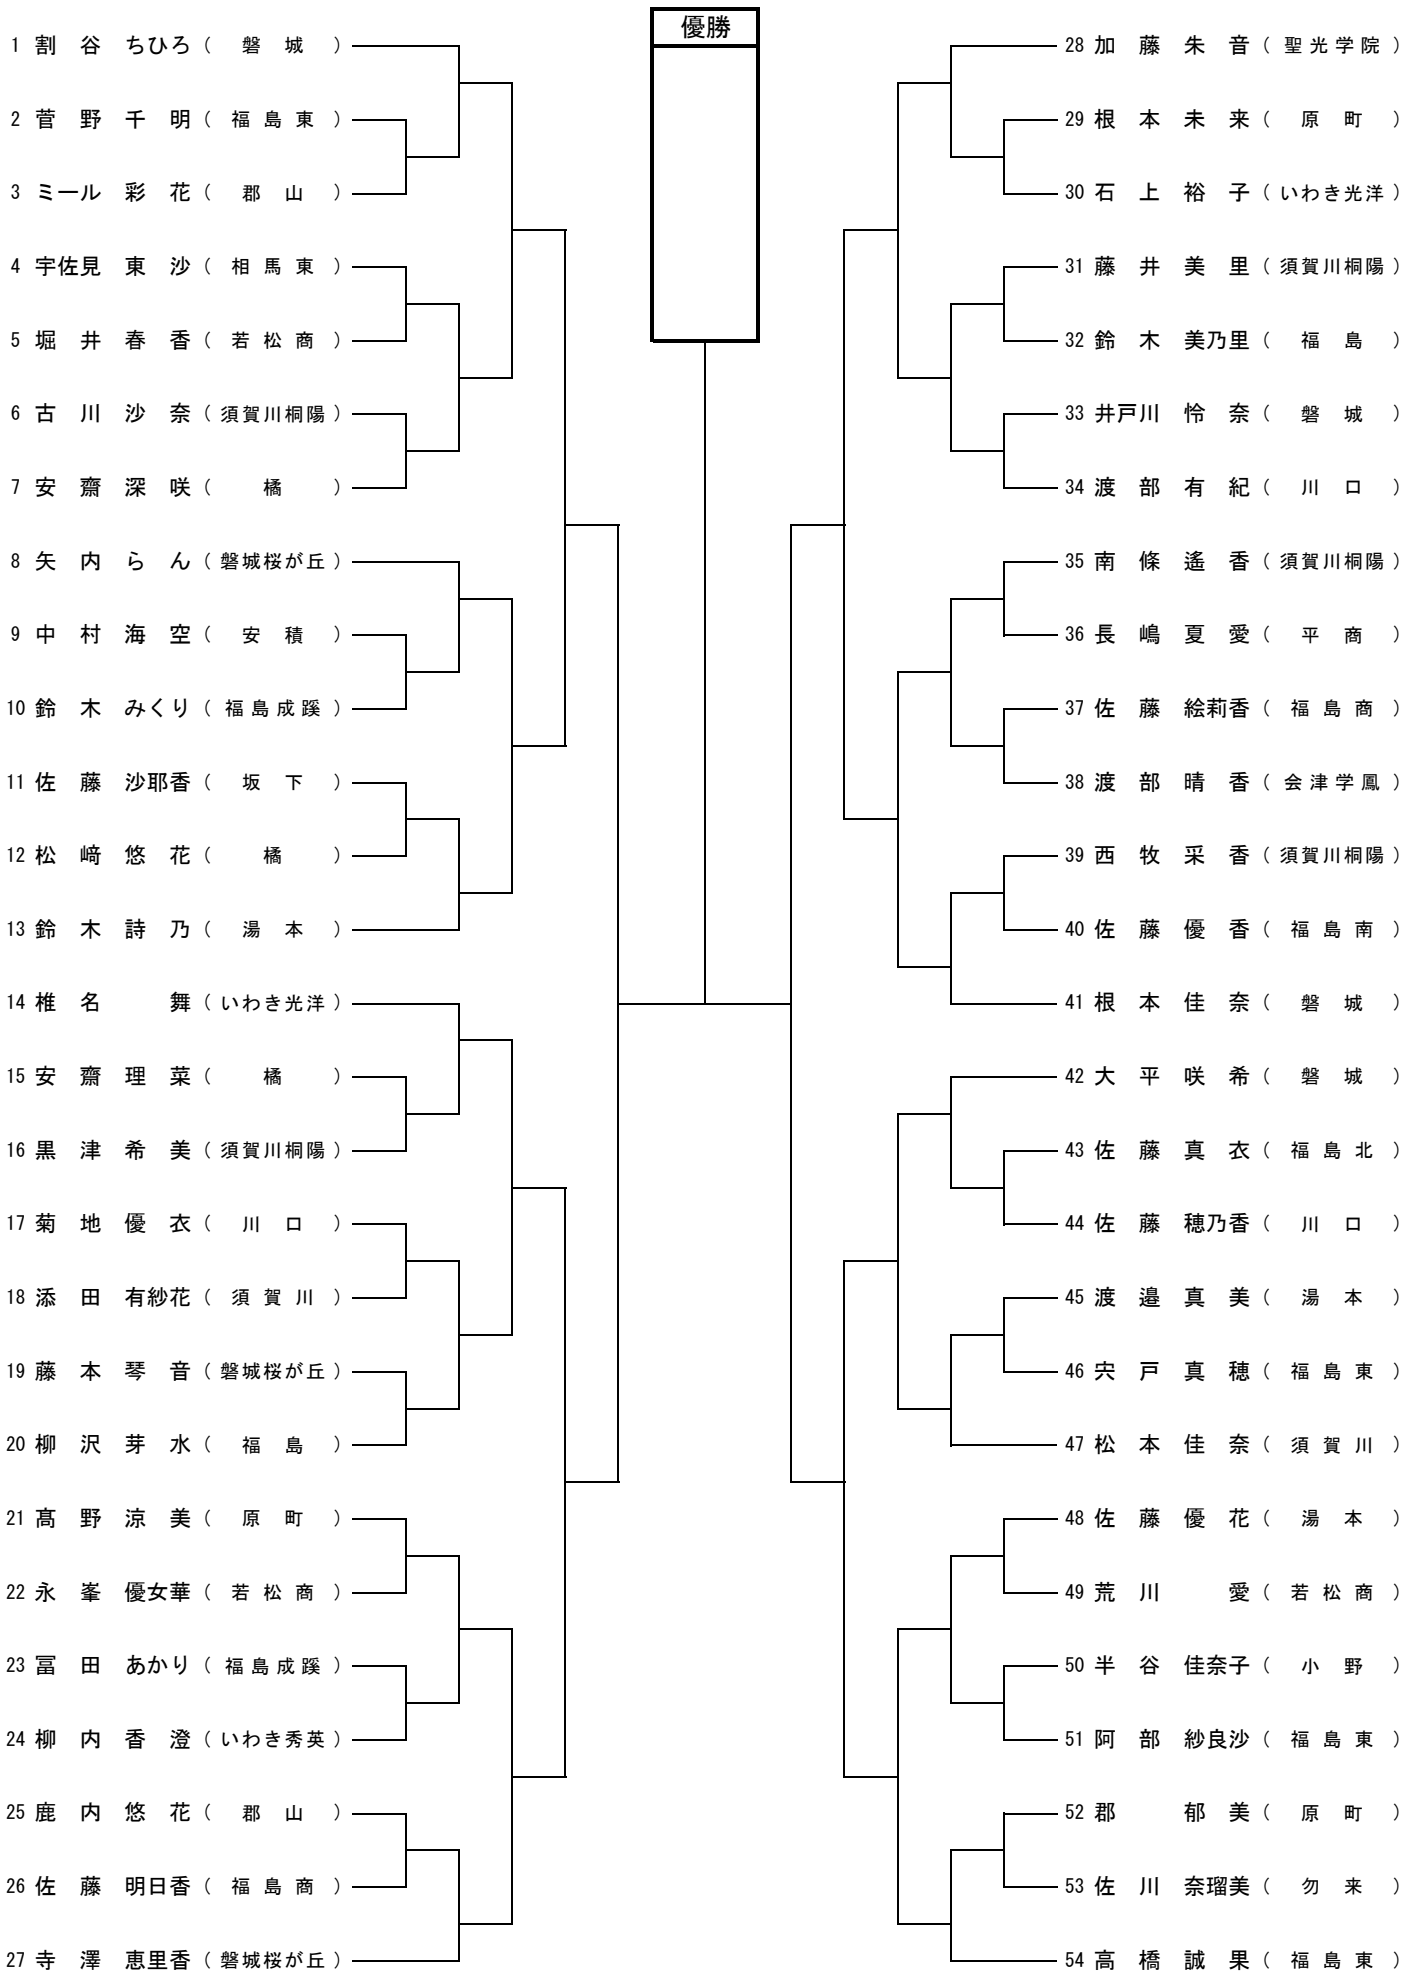 優勝
1 割谷 ちひろ ( 磐城 )
2 菅野 千明 ( 福島東 )
3 ミール 彩花 ( 郡山 )
4 宇佐見 東沙 ( 相馬東 )
5 堀井 春香 ( 若松商 )
6 古川 沙奈 ( 須賀川桐陽 )
7 安齋 深咲 ( 橘 )
8 矢内 らん ( 磐城桜が丘 )
9 中村 海空 ( 安積 )
10 鈴木 みくり ( 福島成蹊 )
11 佐藤 沙耶香 ( 坂下 )
12 松﨑 悠花 ( 橘 )
13 鈴木 詩乃 ( 湯本 )
14 椎名 舞 ( いわき光洋 )
15 安齋 理菜 ( 橘 )
16 黒津 希美 ( 須賀川桐陽 )
17 菊地 優衣 ( 川口 )
18 添田 有紗花 ( 須賀川 )
19 藤本 琴音 ( 磐城桜が丘 )
20 柳沢 芽水 ( 福島 )
21 髙野 涼美 ( 原町 )
22 永峯 優女華 ( 若松商 )
23 冨田 あかり ( 福島成蹊 )
24 柳内 香澄 ( いわき秀英 )
25 鹿内 悠花 ( 郡山 )
26 佐藤 明日香 ( 福島商 )
27 寺澤 恵里香 ( 磐城桜が丘 )
28 加藤 朱音 ( 聖光学院 )
29 根本 未来 ( 原町 )
30 石上 裕子 ( いわき光洋 )
31 藤井 美里 ( 須賀川桐陽 )
32 鈴木 美乃里 ( 福島 )
33 井戸川 怜奈 ( 磐城 )
34 渡部 有紀 ( 川口 )
35 南條 遙香 ( 須賀川桐陽 )
36 長嶋 夏愛 ( 平商 )
37 佐藤 絵莉香 ( 福島商 )
38 渡部 晴香 ( 会津学鳳 )
39 西牧 采香 ( 須賀川桐陽 )
40 佐藤 優香 ( 福島南 )
41 根本 佳奈 ( 磐城 )
42 大平 咲希 ( 磐城 )
43 佐藤 真衣 ( 福島北 )
44 佐藤 穂乃香 ( 川口 )
45 渡邉 真美 ( 湯本 )
46 宍戸 真穂 ( 福島東 )
47 松本 佳奈 ( 須賀川 )
48 佐藤 優花 ( 湯本 )
49 荒川 愛 ( 若松商 )
50 半谷 佳奈子 ( 小野 )
51 阿部 紗良沙 ( 福島東 )
52 郡 郁美 ( 原町 )
53 佐川 奈瑠美 ( 勿来 )
54 高橋 誠果 ( 福島東 )